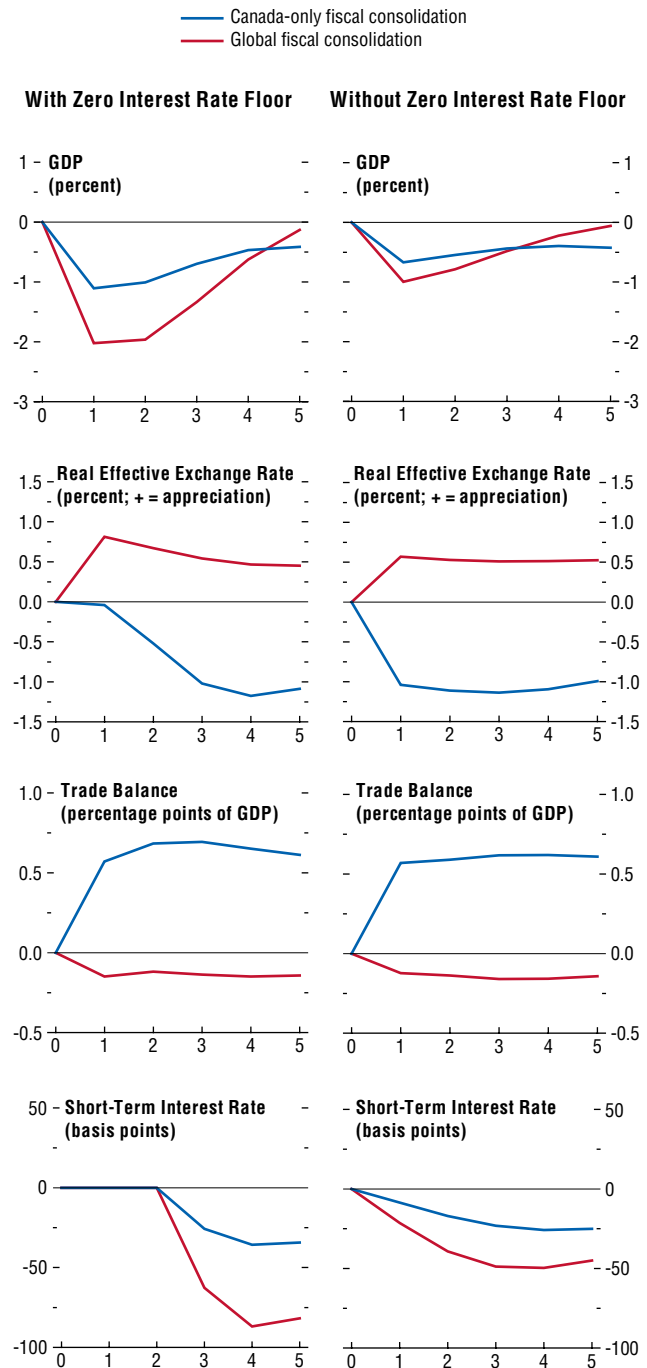 Canada-only fiscal consolidation
Global fiscal consolidation
With Zero Interest Rate Floor
Without Zero Interest Rate Floor
1
GDP
(percent)
0
-1
-2
-3
0 1 2 3 4 5
GDP
(percent)
1
0
-1
-2
-3
0 1 2 3 4 5
Real Effective Exchange Rate
(percent; + = appreciation)
1.5
1.0
0.5
0.0
-0.5
-1.0
-1.5
0 1 2 3 4 5
Real Effective Exchange Rate
(percent; + = appreciation)
1.5
1.0
0.5
0.0
-0.5
-1.0
-1.5
0 1 2 3 4 5
Trade Balance
(percentage points of GDP)
1.0
0.5
0.0
-0.5
0 1 2 3 4 5
Trade Balance
(percentage points of GDP)
1.0
0.5
0.0
-0.5
0 1 2 3 4 5
50
Short-Term Interest Rate
(basis points)
0
-50
-100
0 1 2 3 4 5
Short-Term Interest Rate
(basis points)
50
0
-50
-100
0 1 2 3 4 5